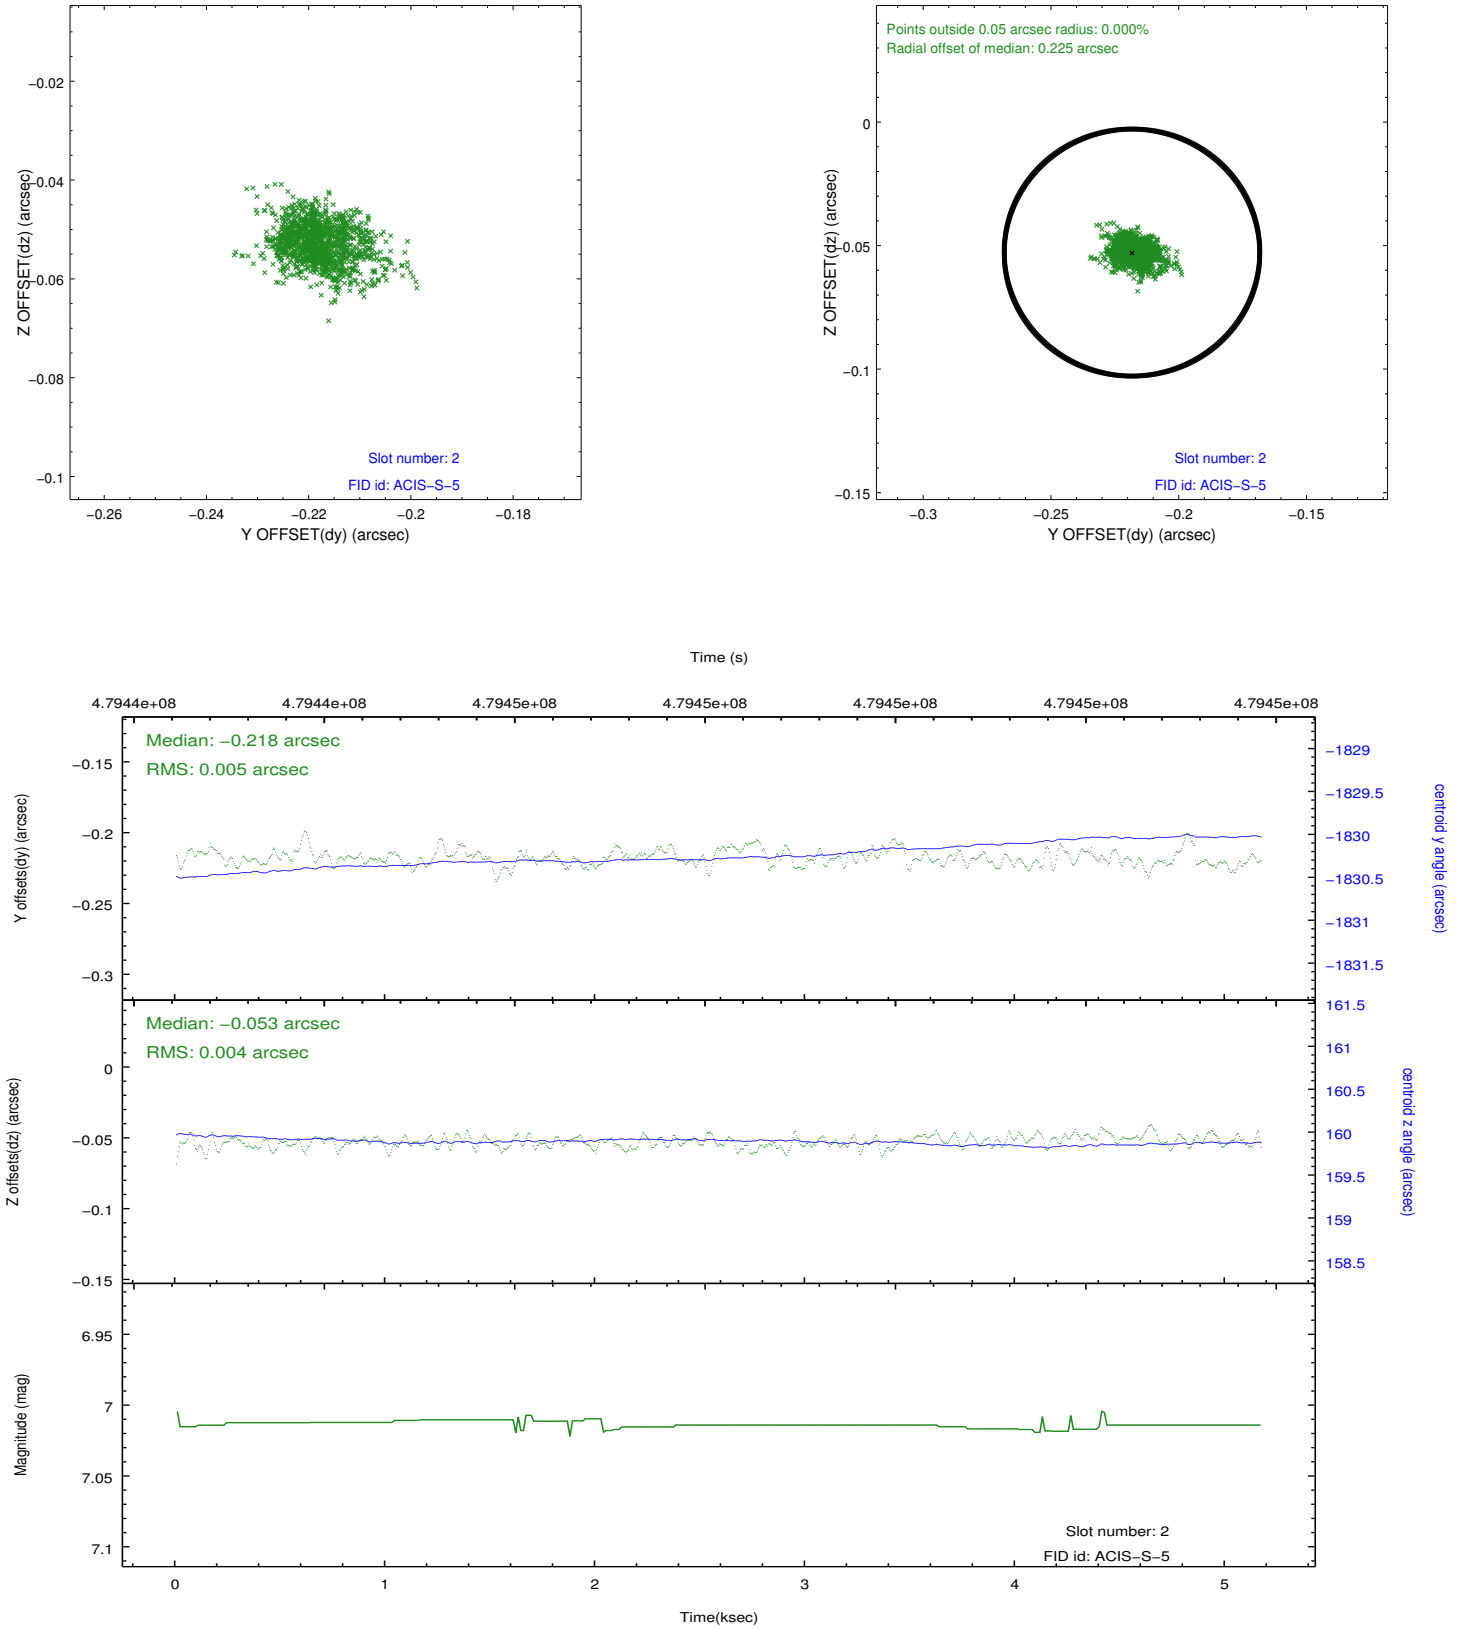 −0.02
−0.04
−0.06
−0.08
−0.1
Z OFFSET(dz) (arcsec)
Slot number: 2
FID id: ACIS−S−5
−0.26
−0.24
−0.22
−0.2
−0.18
Y OFFSET(dy) (arcsec)
Points outside 0.05 arcsec radius: 0.000%
Radial offset of median: 0.225 arcsec
0
−0.05
−0.1
−0.15
Z OFFSET(dz) (arcsec)
Slot number: 2
FID id: ACIS−S−5
−0.3
−0.25
−0.2
−0.15
Y OFFSET(dy) (arcsec)
Time (s)
4.7944e+08
4.7944e+08
4.7945e+08
4.7945e+08
4.7945e+08
4.7945e+08
4.7945e+08
Median: −0.218 arcsec
RMS: 0.005 arcsec
−0.15
−0.2
−0.25
−0.3
Y offsets(dy) (arcsec)
−1829
−1829.5
−1830
−1830.5
−1831
−1831.5
centroid y angle (arcsec)
Median: −0.053 arcsec
RMS: 0.004 arcsec
0
−0.05
−0.1
−0.15
Z offsets(dz) (arcsec)
161.5
161
160.5
160
159.5
159
158.5
centroid z angle (arcsec)
6.95
7
7.05
7.1
Magnitude (mag)
Slot number: 2
FID id: ACIS−S−5
0
1
2
3
4
5
Time(ksec)